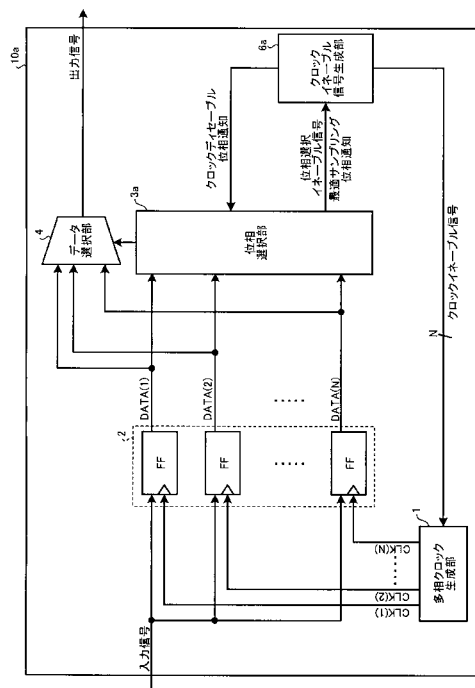 10a
出力信号
6a
クロック
イネーブル
信号生成部
クロックディセーブル
位相通知
位相選択
イネーブル信号
最適サンプリング
位相通知
4
データ
選択部
3a
位相
選択部
クロックイネーブル信号
N
DATA(1)
DATA(2)
.....
DATA(N)
2
FF
FF
.....
FF
1
多相クロック
生成部
CLK(1)
CLK(2)
......
CLK(N)
入力信号